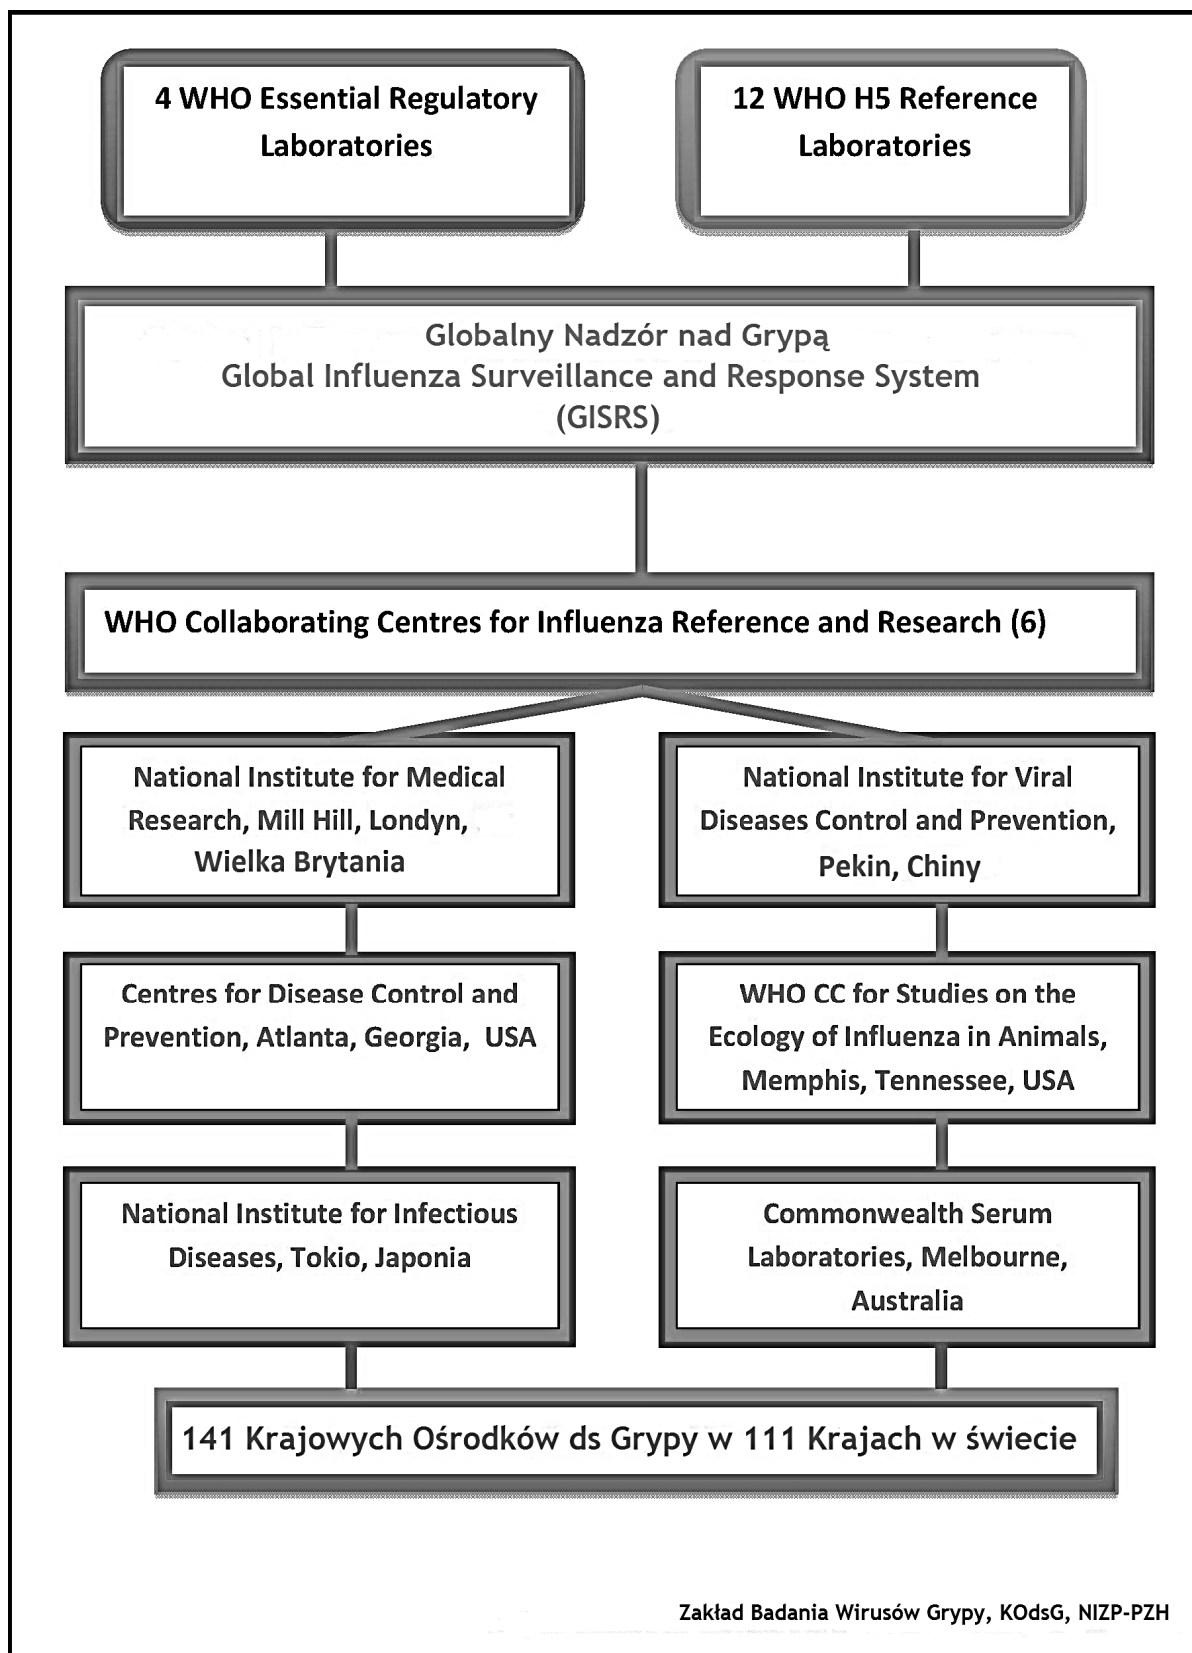 4 WHO Essential Regulatory
Laboratories
12 WHO H5 Reference
Laboratories
Globalny Nadzór nad Grypą
Global Influenza Surveillance and Response System
(GISRS)
WHO Collaborating Centres for Influenza Reference and Research (6)
National Institute for Medical
Research, Mill Hill, Londyn,
Wielka Brytania
National Institute for Viral
Diseases Control and Prevention,
Pekin, Chiny
Centres for Disease Control and
Prevention, Atlanta, Georgia, USA
WHO CC for Studies on the
Ecology of Influenza in Animals,
Memphis, Tennessee, USA
National Institute for Infectious
Diseases, Tokio, Japonia
Commonwealth Serum
Laboratories, Melbourne,
Australia
141 Krajowych Ośrodków ds Grypy w 111 Krajach w świecie
Zakład Badania Wirusów Grypy, KOdsG, NIZP-PZH